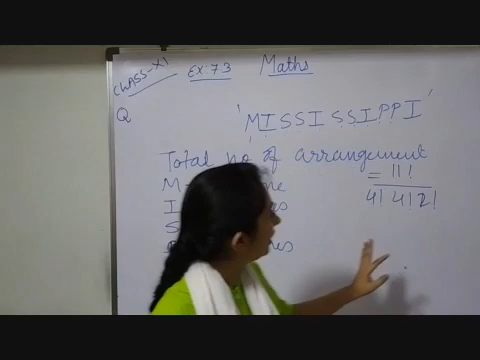 CLASS-XI Ex:7.3 Maths
Q
'MISSISSIPPI'
Total no of arrangement
= 11!
4! 4! 2!
M
I
S